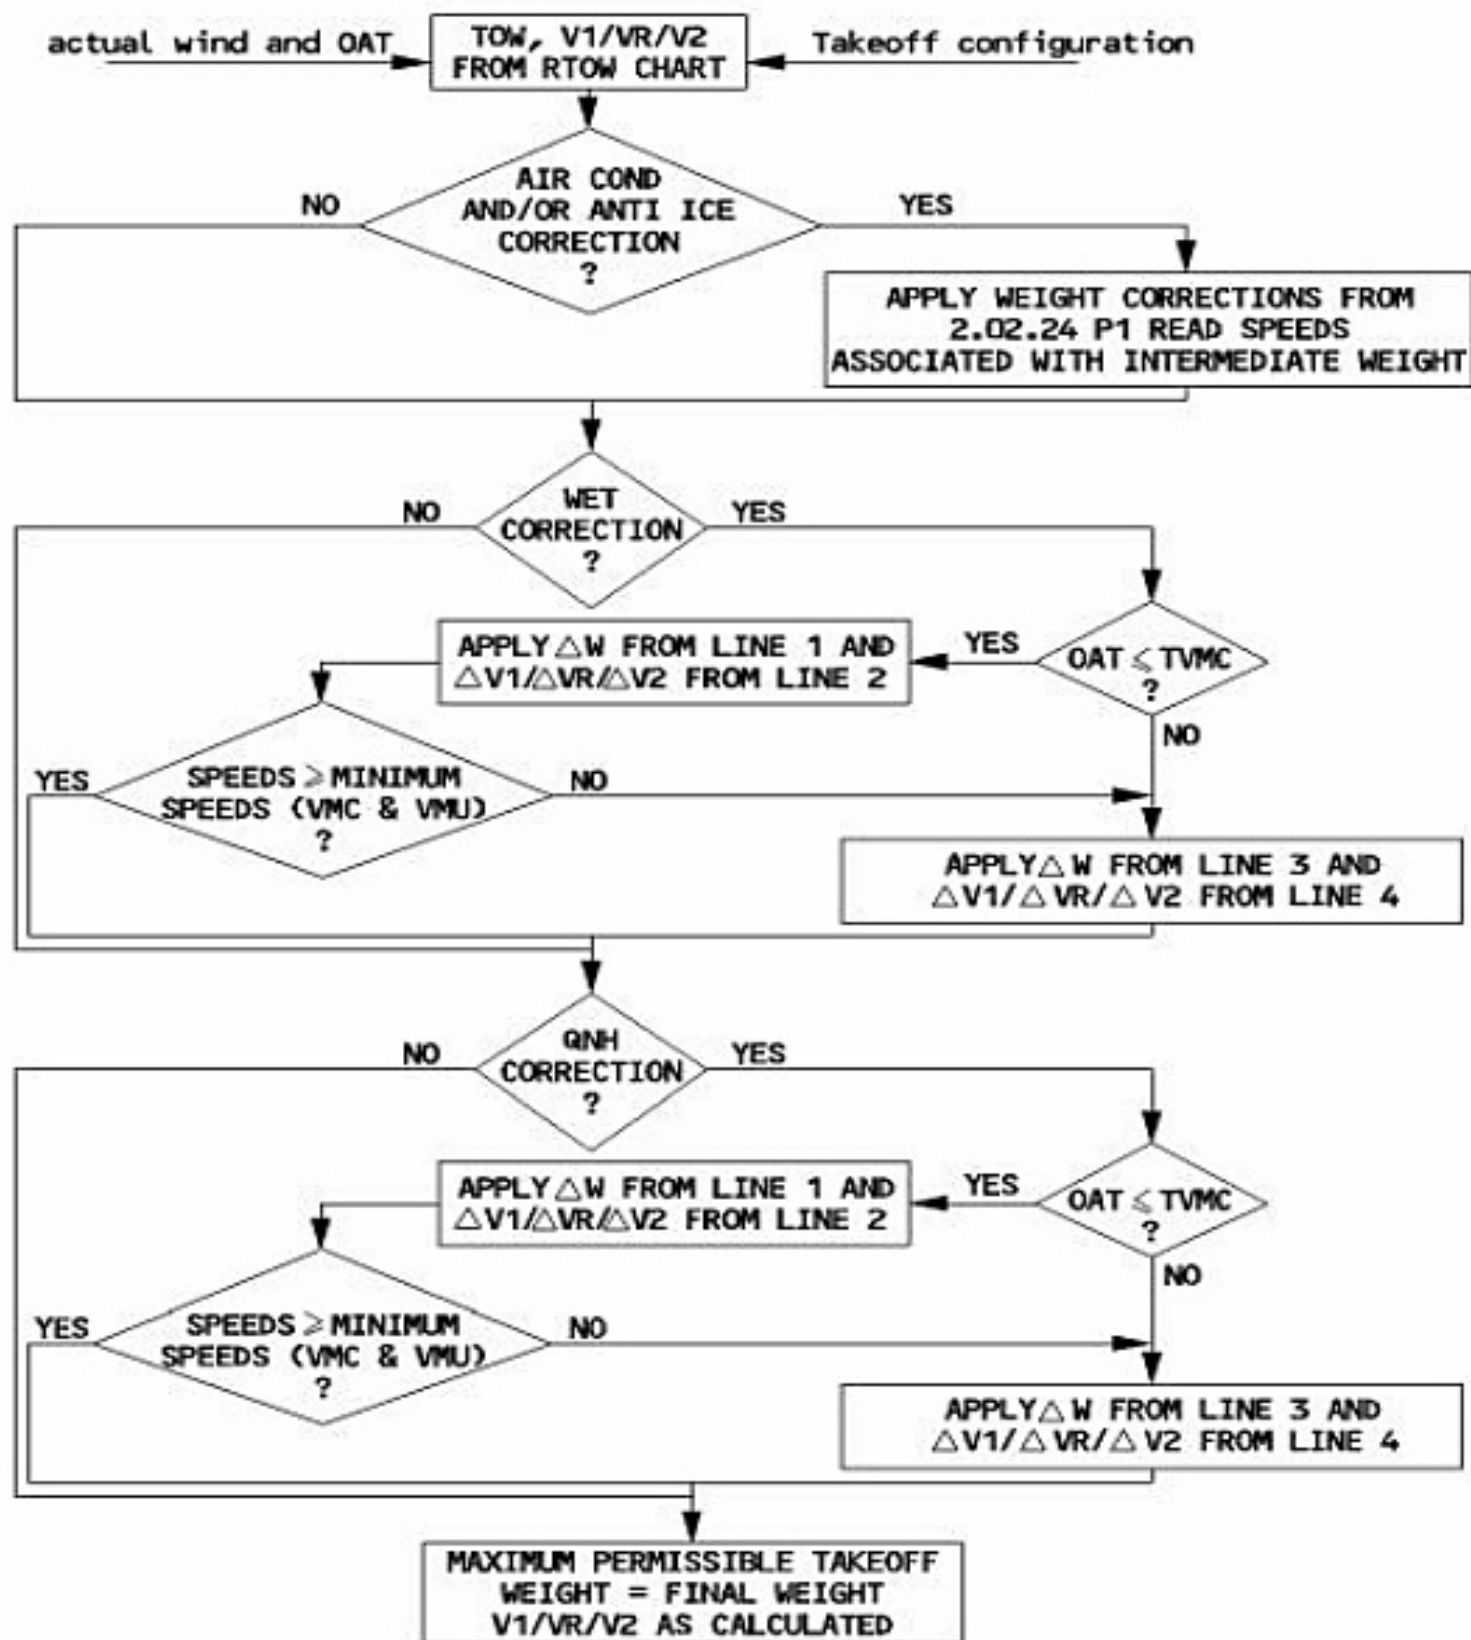 actual wind and OAT
TOW, V1/VR/V2
FROM RTOW CHART
Takeoff configuration
AIR COND
AND/OR ANTI ICE
CORRECTION
?
NO
YES
APPLY WEIGHT CORRECTIONS FROM
2.02.24 P1 READ SPEEDS
ASSOCIATED WITH INTERMEDIATE WEIGHT
WET
CORRECTION
?
NO
YES
OAT ⩽ TVMC
?
YES
NO
APPLY △W FROM LINE 1 AND
△V1/△VR/△V2 FROM LINE 2
SPEEDS ⩾ MINIMUM
SPEEDS (VMC & VMU)
?
YES
NO
APPLY △ W FROM LINE 3 AND
△V1/△ VR/△ V2 FROM LINE 4
QNH
CORRECTION
?
NO
YES
OAT ⩽ TVMC
?
YES
NO
APPLY △W FROM LINE 1 AND
△V1/△VR/△V2 FROM LINE 2
SPEEDS ⩾ MINIMUM
SPEEDS (VMC & VMU)
?
YES
NO
APPLY △ W FROM LINE 3 AND
△V1/△ VR/△ V2 FROM LINE 4
MAXIMUM PERMISSIBLE TAKEOFF
WEIGHT = FINAL WEIGHT
V1/VR/V2 AS CALCULATED